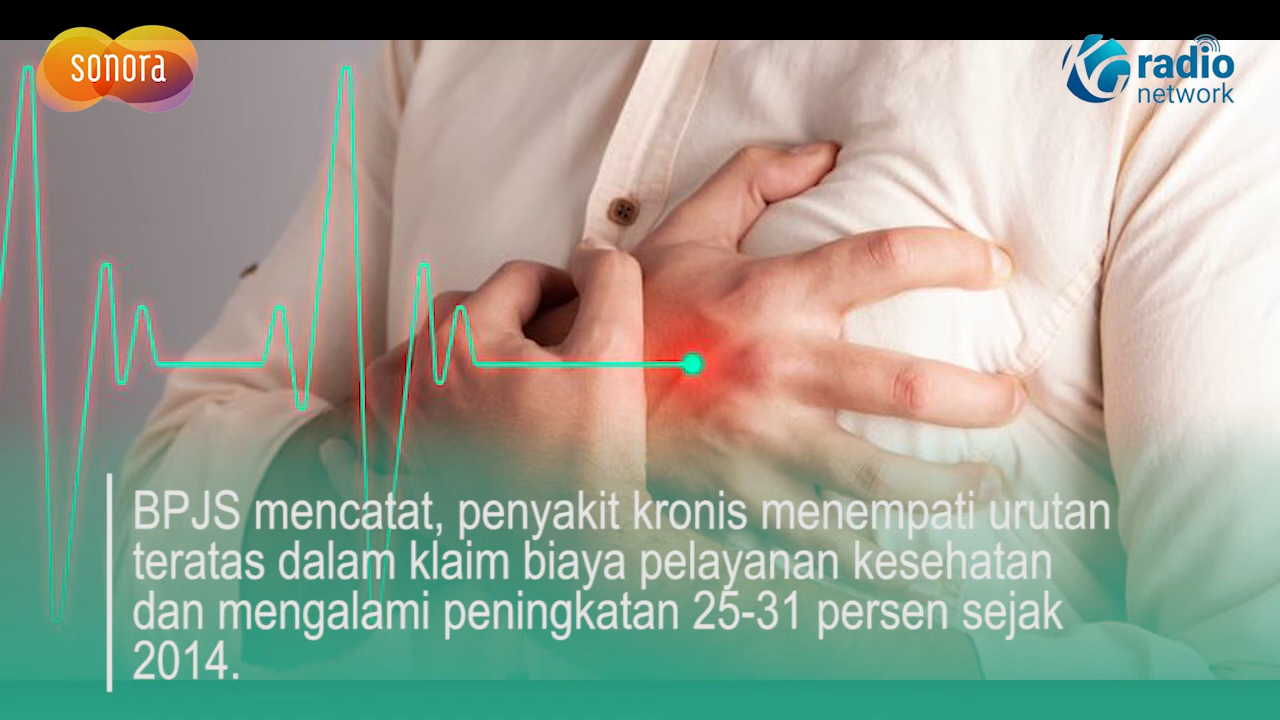 sonora
radio
network
BPJS mencatat, penyakit kronis menempati urutan
teratas dalam klaim biaya pelayanan kesehatan
dan mengalami peningkatan 25-31 persen sejak
2014.